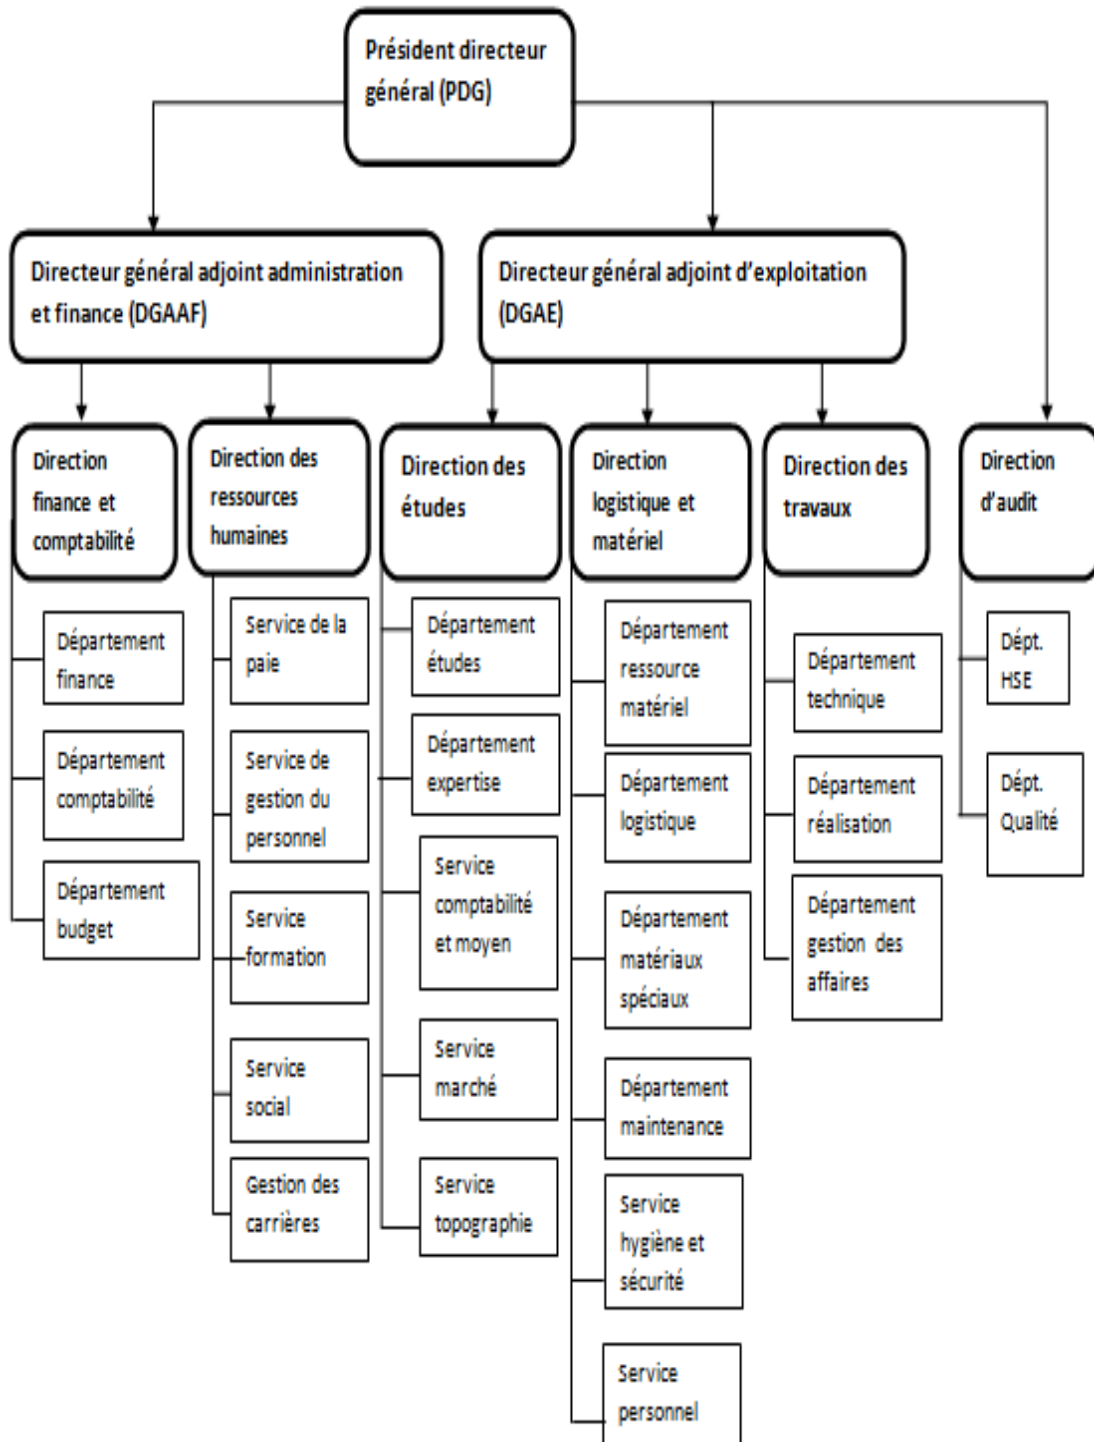 Président directeur
général (PDG)
Directeur général adjoint administration
et finance (DGAAF)
Directeur général adjoint d'exploitation
(DGAE)
Direction
finance et
comptabilité
Direction des
ressources
humaines
Direction des
études
Direction
logistique et
matériel
Direction des
travaux
Direction
d'audit
Département
finance
Département
comptabilité
Département
budget
Service de la
paie
Service de
gestion du
personnel
Service
formation
Service
social
Gestion des
carrières
Département
études
Département
expertise
Service
comptabilité
et moyen
Service
marché
Service
topographie
Département
ressource
matériel
Département
logistique
Département
matériaux
spéciaux
Département
maintenance
Service
hygiène et
sécurité
Service
personnel
Département
technique
Département
réalisation
Département
gestion des
affaires
Dépt.
HSE
Dépt.
Qualité